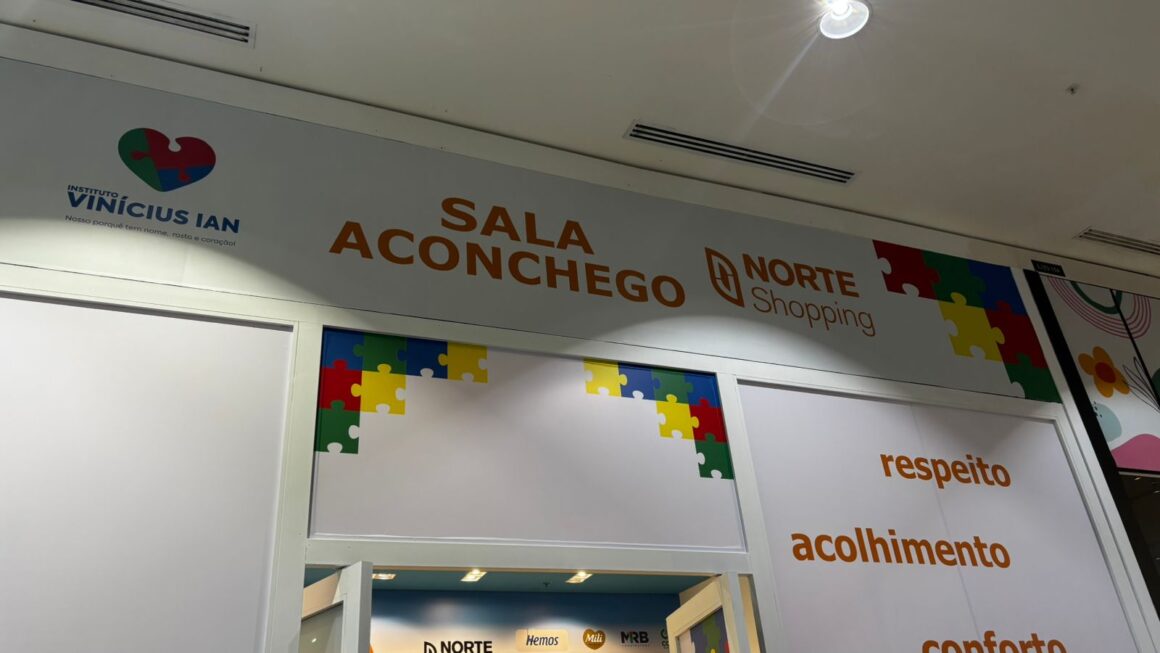 INSTITUTO
VINÍCIUS IAN
Nosso porquê tem nome, rosto e coração!
SALA
ACONCHEGO
NORTE
Shopping
respeito
acolhimento
conforto
NORTE
Hemos
Mili
MRB